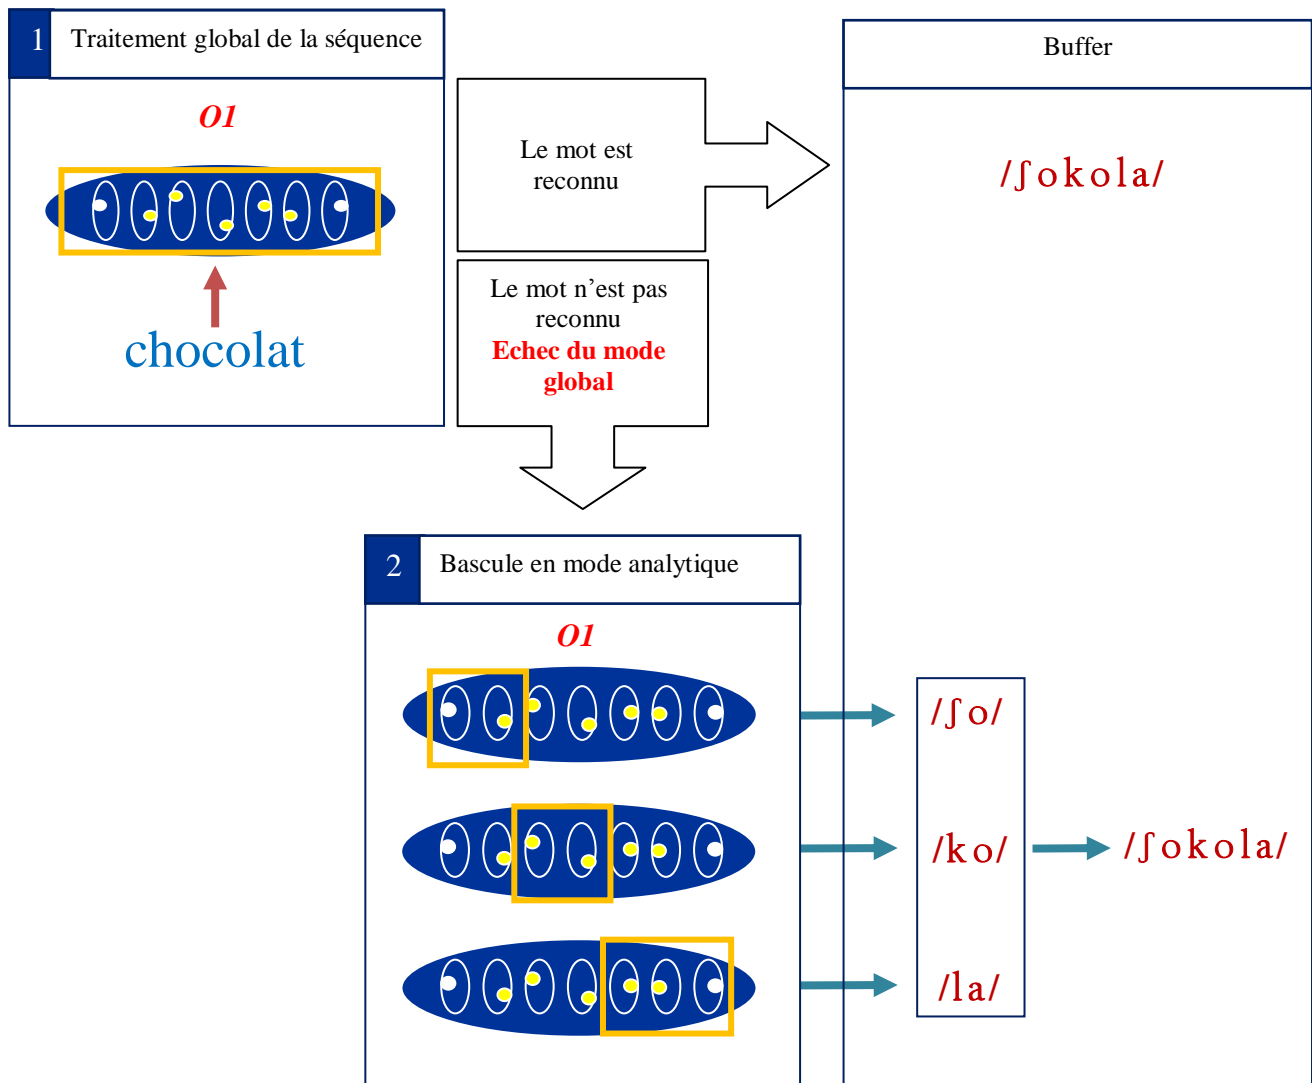 1 Traitement global de la séquence
O1
chocolat
Le mot est
reconnu
Buffer
/ʃokola/
Le mot n’est pas
reconnu
Echec du mode
global
2 Bascule en mode analytique
O1
/ʃo/
/ko/
/la/
/ʃokola/